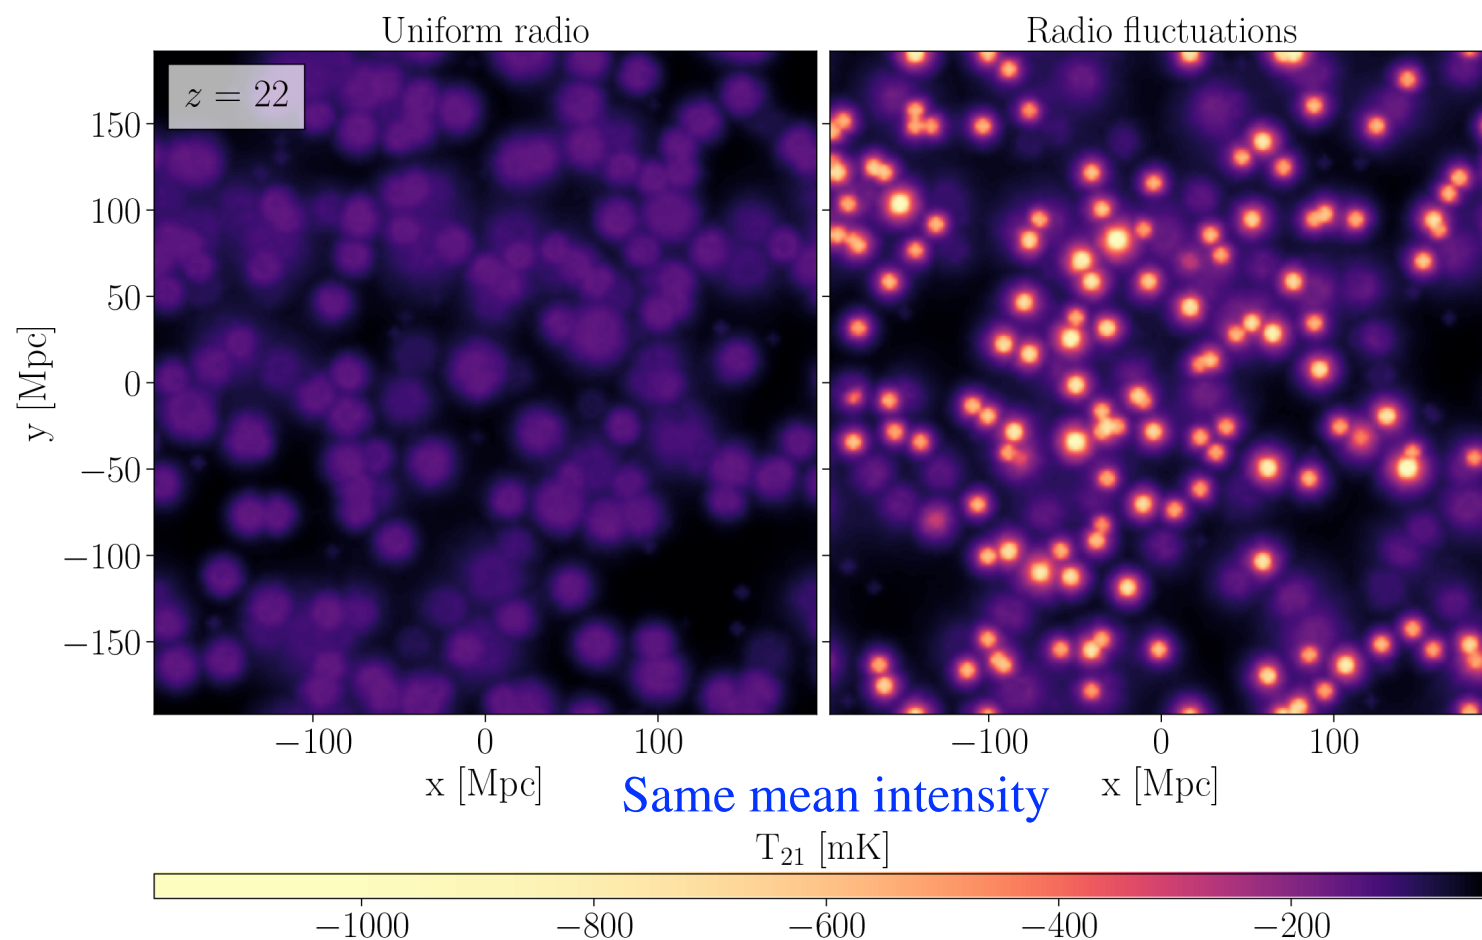 Uniform radio
Radio fluctuations
z = 22
y [Mpc]
150
100
50
0
−50
−100
−150
−100 0 100
−100 0 100
x [Mpc]
x [Mpc]
Same mean intensity
T₂₁ [mK]
−1000 −800 −600 −400 −200